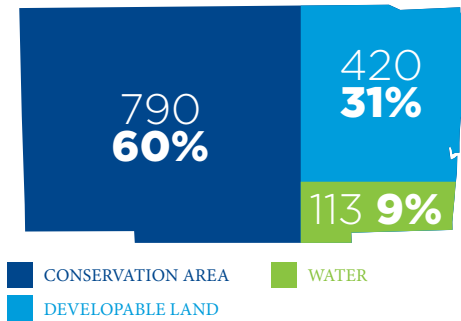 790
60%
420
31%
113 9%
CONSERVATION AREA
WATER
DEVELOPABLE LAND